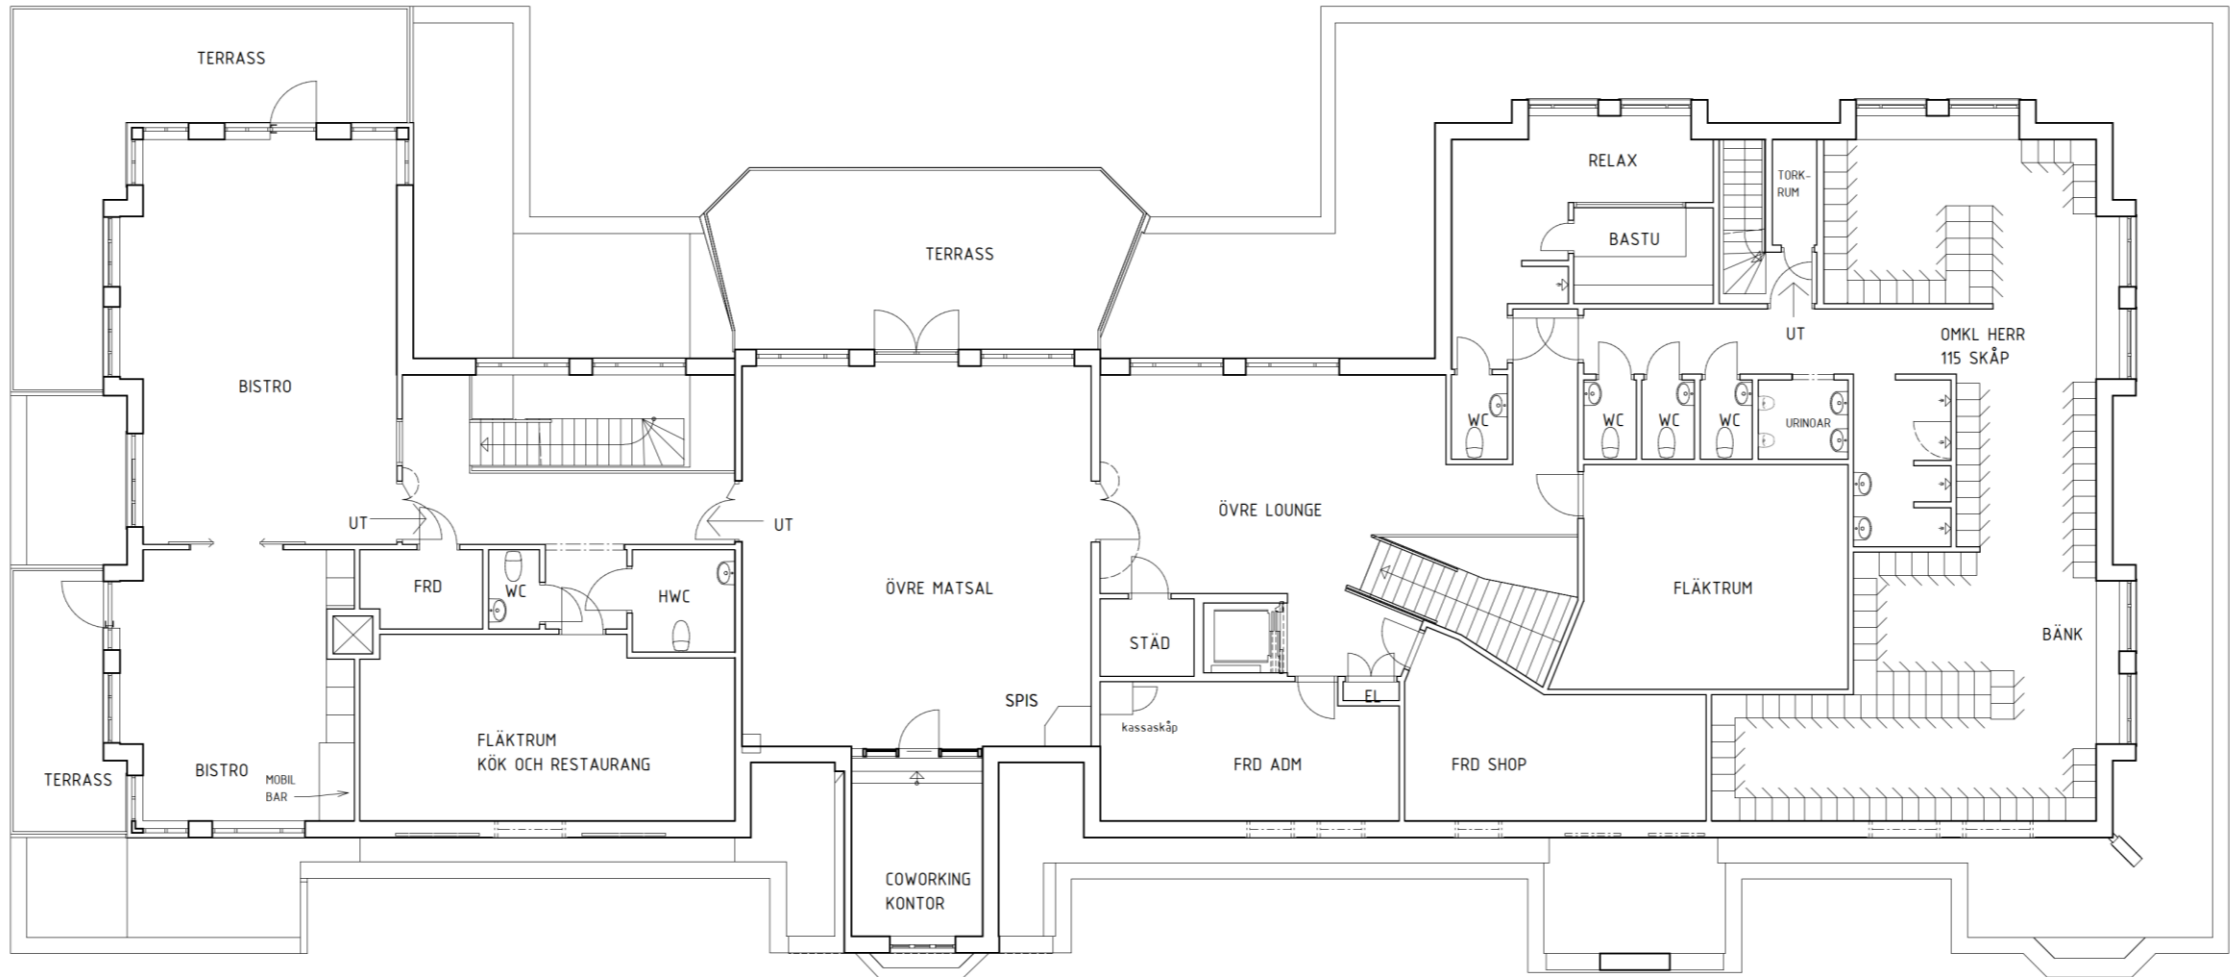 TERRASS
RELAX
TORK-
RUM
BASTU
TERRASS
UT
OMKL HERR
115 SKÅP
BISTRO
WC
WC
WC
WC
URINOAR
UT
UT
ÖVRE LOUNGE
FRD
WC
HWC
ÖVRE MATSAL
FLÄKTRUM
STÄD
BÄNK
SPIS
EL
kassaskåp
FLÄKTRUM
KÖK OCH RESTAURANG
TERRASS
BISTRO
MOBIL
BAR
FRD ADM
FRD SHOP
COWORKING
KONTOR